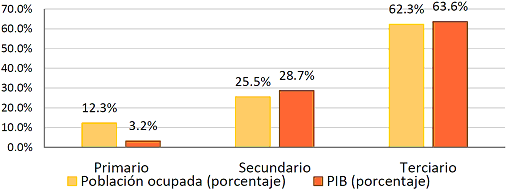 70.0%
60.0%
50.0%
40.0%
30.0%
20.0%
10.0%
0.0%
12.3%
3.2%
25.5%
28.7%
62.3%
63.6%
Primario
Secundario
Terciario
Población ocupada (porcentaje)
PIB (porcentaje)